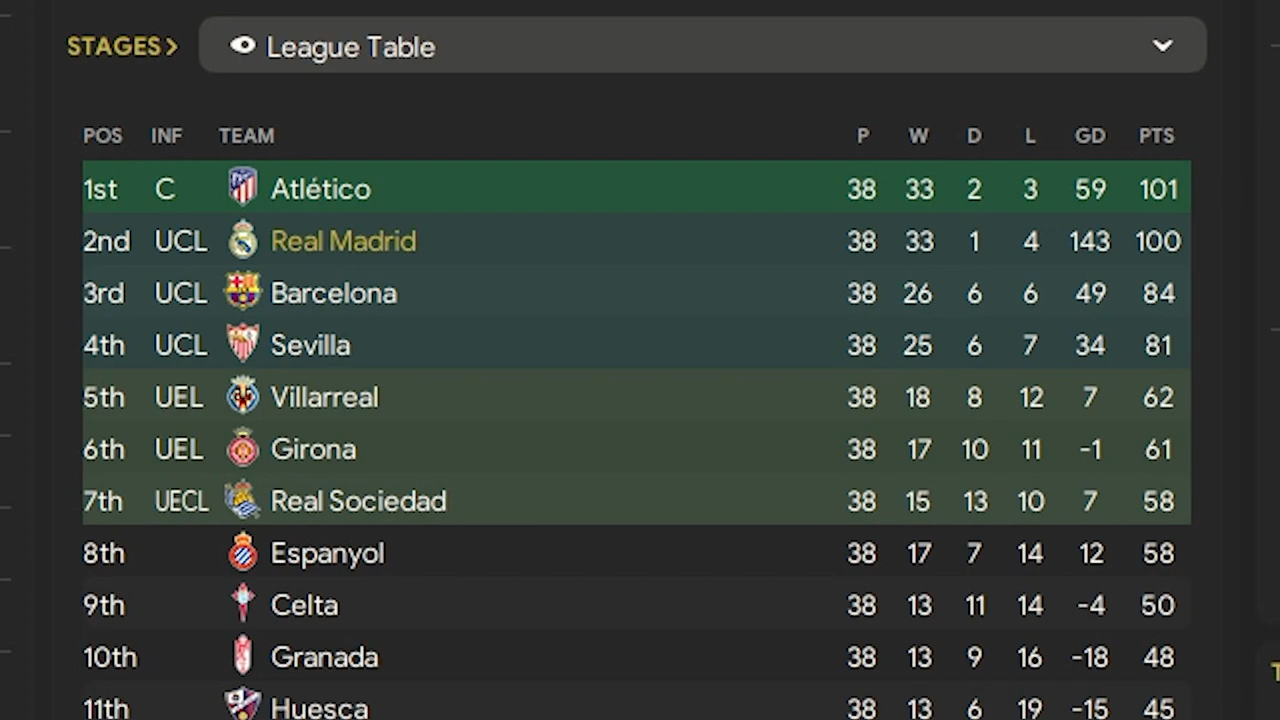 STAGES> League Table
POS INF TEAM P W D L GD PTS
1st C Atlético 38 33 2 3 59 101
2nd UCL Real Madrid 38 33 1 4 143 100
3rd UCL Barcelona 38 26 6 6 49 84
4th UCL Sevilla 38 25 6 7 34 81
5th UEL Villarreal 38 18 8 12 7 62
6th UEL Girona 38 17 10 11 -1 61
7th UECL Real Sociedad 38 15 13 10 7 58
8th Espanyol 38 17 7 14 12 58
9th Celta 38 13 11 14 -4 50
10th Granada 38 13 9 16 -18 48
11th Huesca 38 13 6 19 -15 45